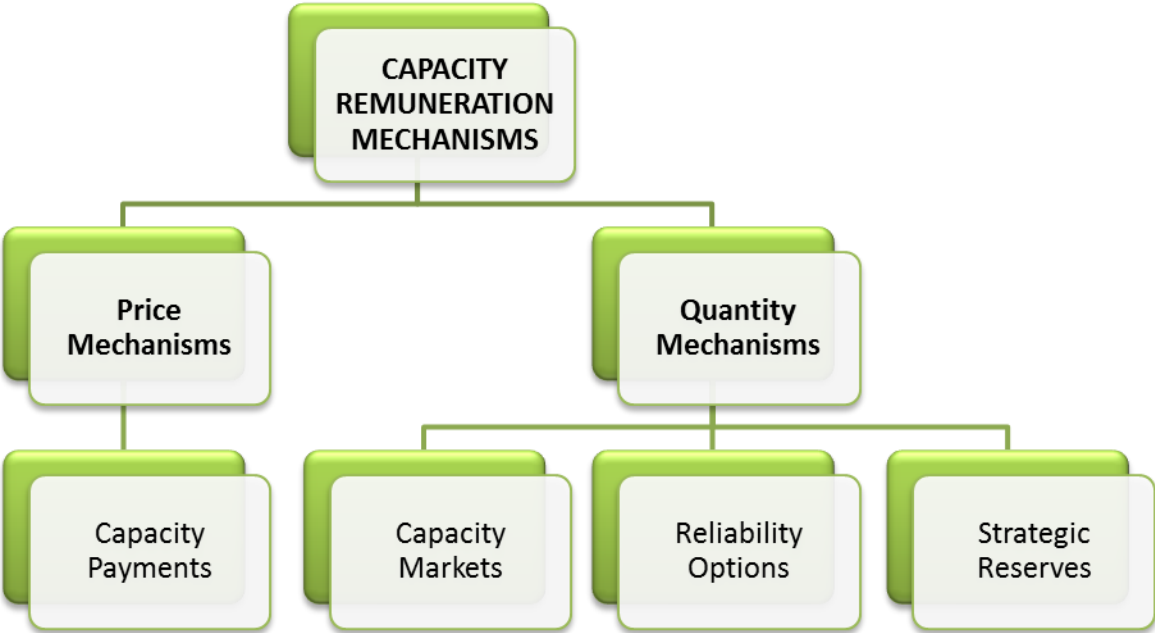 CAPACITY
REMUNERATION
MECHANISMS
Price
Mechanisms
Quantity
Mechanisms
Capacity
Payments
Capacity
Markets
Reliability
Options
Strategic
Reserves